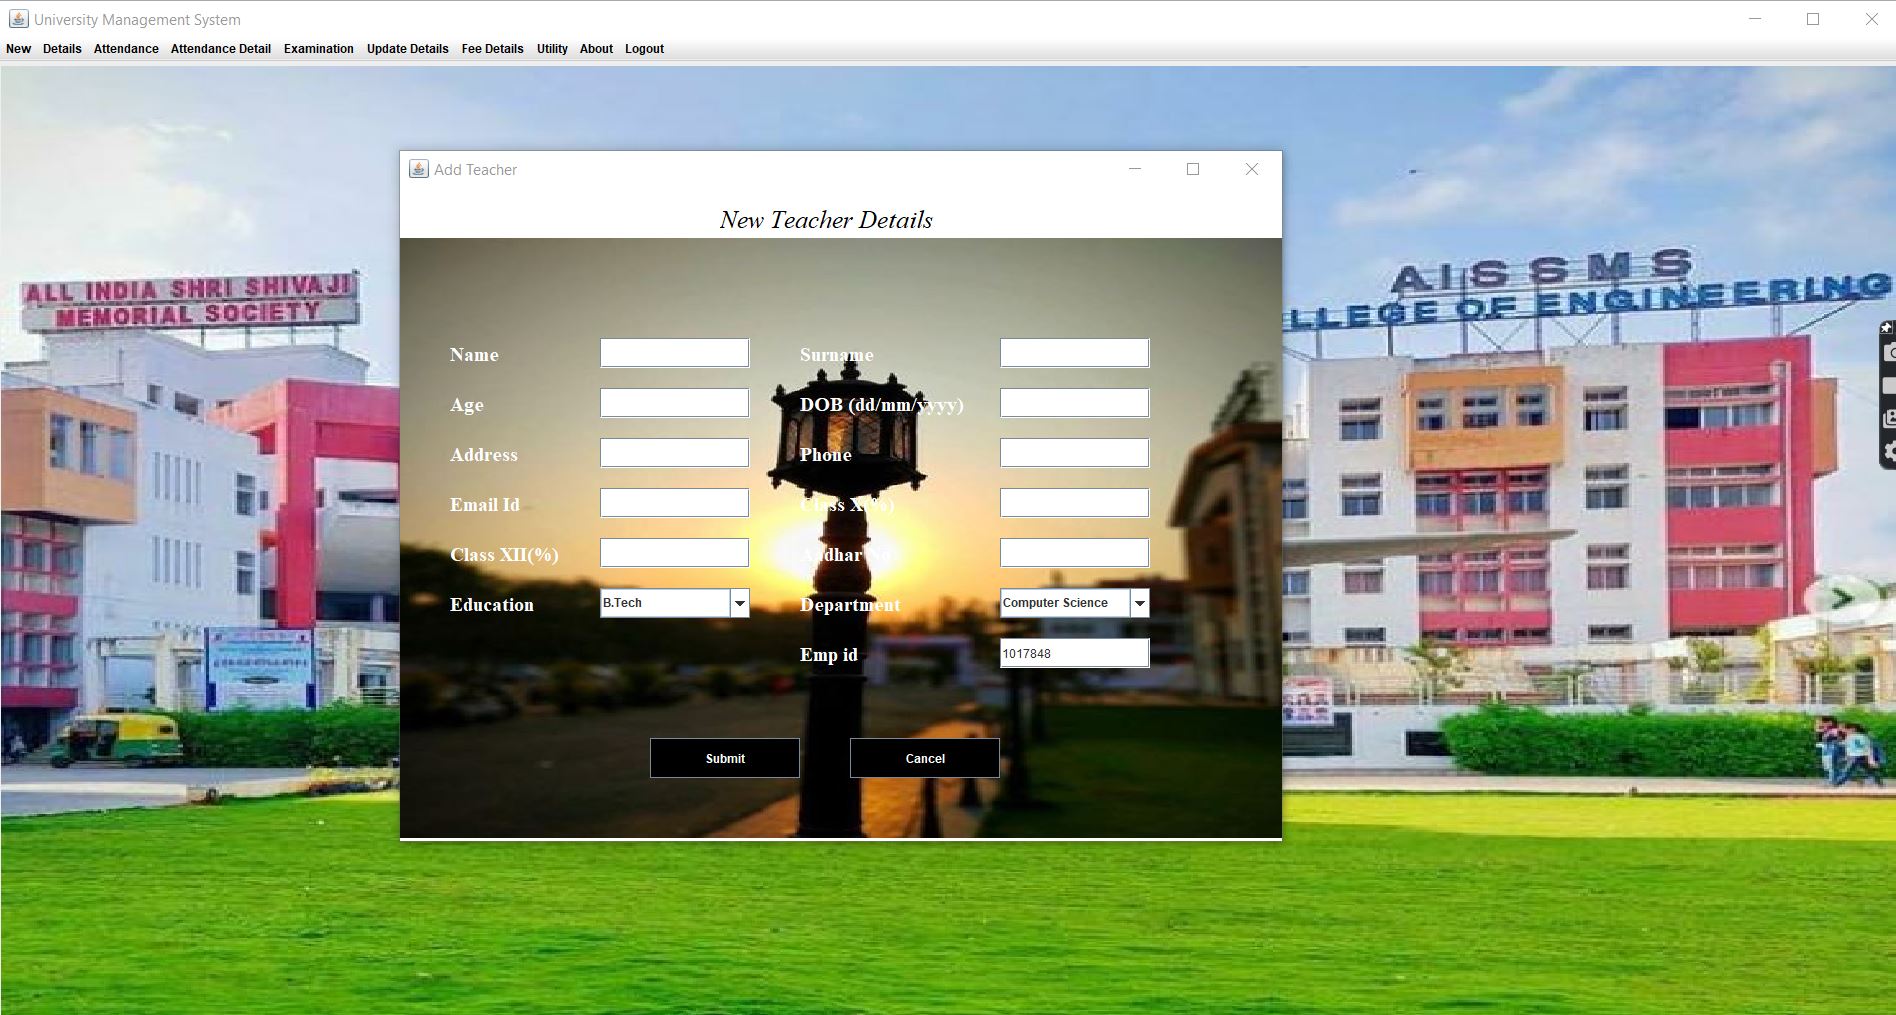 University Management System
New Details Attendance Attendance Detail Examination Update Details Fee Details Utility About Logout
Add Teacher
New Teacher Details
ALL INDIA SHRI SHIVAJI
MEMORIAL SOCIETY
AISSMS
LLEGE OF ENGINEERING
Name Surname
Age DOB (dd/mm/yyyy)
Address Phone
Email Id Class X(%)
Class XII(%) Aadhar No
Education B.Tech Department Computer Science
Emp id 1017848
Submit Cancel